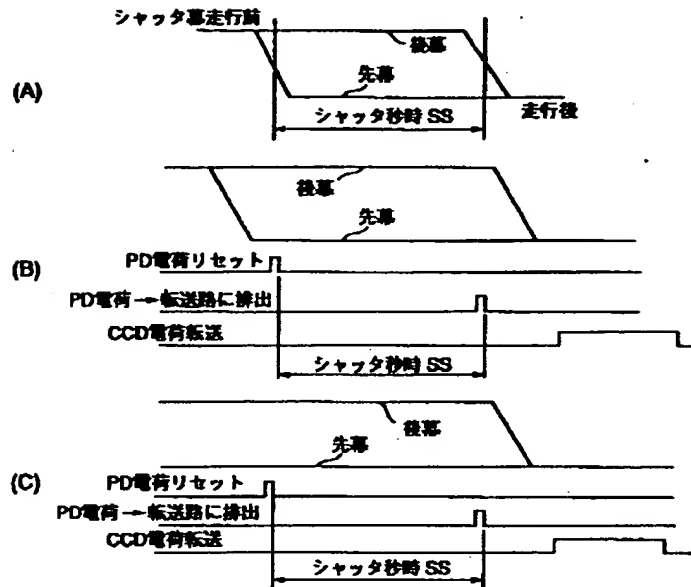 シャッタ幕走行前
後幕
(A)
先幕
走行後
シャッタ秒時 SS
後幕
先幕
(B)
PD電荷リセット
PD電荷→転送路に排出
CCD電荷転送
シャッタ秒時 SS
後幕
先幕
(C)
PD電荷リセット
PD電荷→転送路に排出
CCD電荷転送
シャッタ秒時 SS